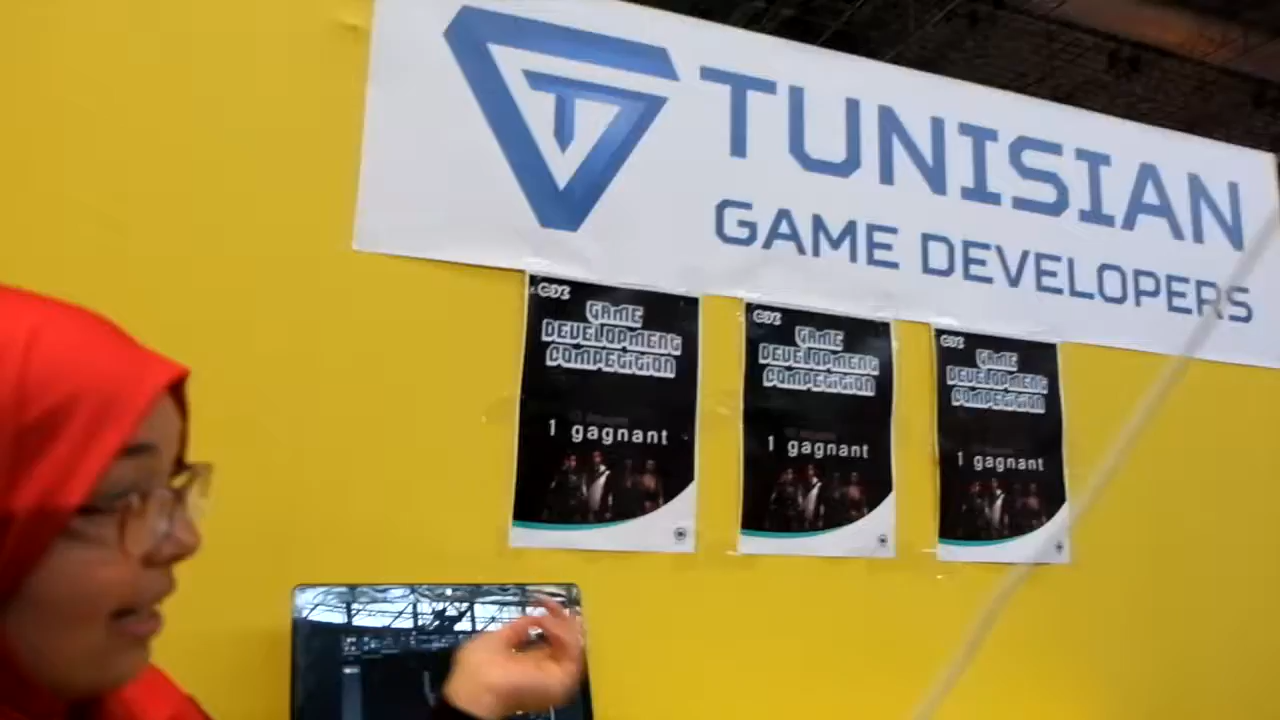 TUNISIAN
GAME DEVELOPERS
GAME
DEVELOPMENT
COMPETITION
1 gagnant
GAME
DEVELOPMENT
COMPETITION
1 gagnant
GAME
DEVELOPMENT
COMPETITION
1 gagnant